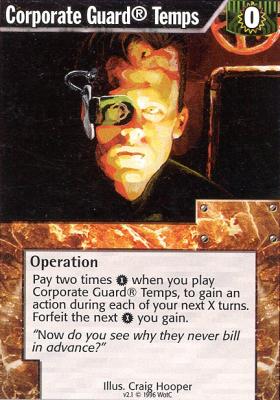 Corporate Guard® Temps
0
Operation
Pay two times when you play
Corporate Guard® Temps, to gain an
action during each of your next X turns.
Forfeit the next you gain.
"Now do you see why they never bill
in advance?"
Illus. Craig Hooper
v2.1 © 1996 WotC